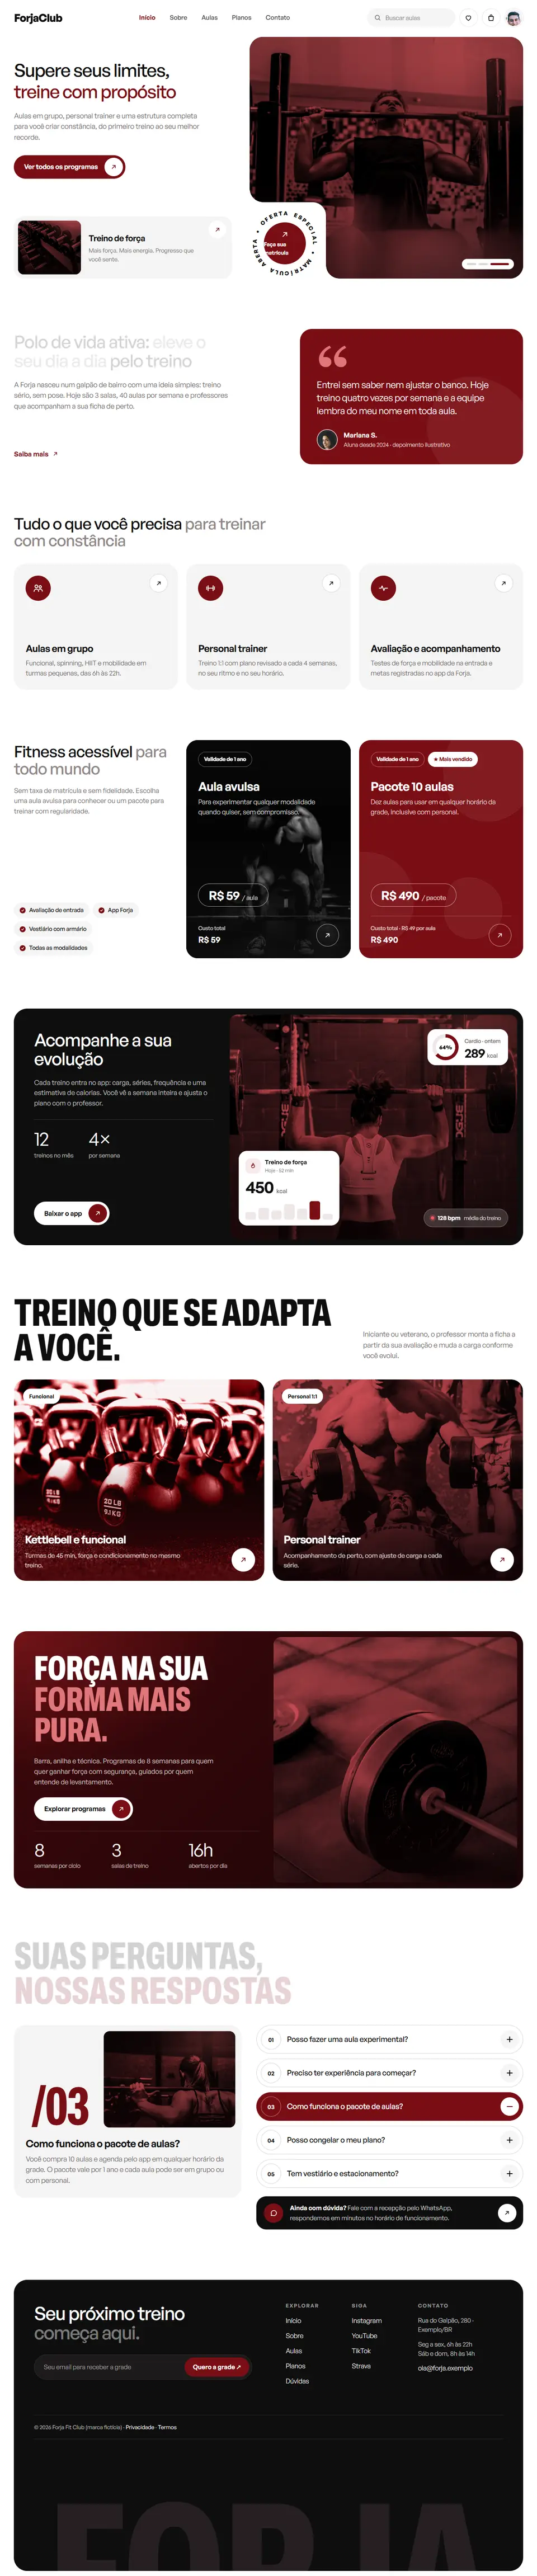 ForjaClub
Início Sobre Aulas Planos Contato
Buscar aulas
Supere seus limites,
treine com propósito
Aulas em grupo, personal trainer e uma estrutura completa
para você criar constância, do primeiro treino ao seu melhor
recorde.
Ver todos os programas
Treino de força
Mais força. Mais energia. Progresso que
você sente.
OFERTA ESPECIAL • MATRÍCULA ABERTA •
Faça sua
matrícula
Polo de vida ativa: eleve o
seu dia a dia pelo treino
A Forja nasceu num galpão de bairro com uma ideia simples: treino
sério, sem pose. Hoje são 3 salas, 40 aulas por semana e professores
que acompanham a sua ficha de perto.
Saiba mais
Entrei sem saber nem ajustar o banco. Hoje
treino quatro vezes por semana e a equipe
lembra do meu nome em toda aula.
Mariana S.
Aluna desde 2024 · depoimento ilustrativo
Tudo o que você precisa para treinar
com constância
Aulas em grupo
Funcional, spinning, HIIT e mobilidade em
turmas pequenas, das 6h às 22h.
Personal trainer
Treino 1:1 com plano revisado a cada 4 semanas,
no seu ritmo e no seu horário.
Avaliação e acompanhamento
Testes de força e mobilidade na entrada e
metas registradas no app da Forja.
Fitness acessível para
todo mundo
Sem taxa de matrícula e sem fidelidade. Escolha
uma aula avulsa para conhecer ou um pacote para
treinar com regularidade.
Avaliação de entrada
App Forja
Vestiário com armário
Todas as modalidades
Validade de 1 ano
Aula avulsa
Para experimentar qualquer modalidade
quando quiser, sem compromisso.
R$ 59 / aula
Custo total
R$ 59
Validade de 1 ano
Mais vendido
Pacote 10 aulas
Dez aulas para usar em qualquer horário da
grade, inclusive com personal.
R$ 490 / pacote
Custo total · R$ 49 por aula
R$ 490
Acompanhe a sua
evolução
Cada treino entra no app: carga, séries, frequência e uma
estimativa de calorias. Você vê a semana inteira e ajusta o
plano com o professor.
12
treinos no mês
4×
por semana
Baixar o app
64%
Cardio · ontem
289 kcal
Treino de força
Hoje · 52 min
450 kcal
128 bpm média do treino
TREINO QUE SE ADAPTA
A VOCÊ.
Iniciante ou veterano, o professor monta a ficha a
partir da sua avaliação e muda a carga conforme
você evolui.
Funcional
20 LB
9.1 KG
Kettlebell e funcional
Turmas de 45 min, força e condicionamento no mesmo
treino.
Personal 1:1
Personal trainer
Acompanhamento de perto, com ajuste de carga a cada
série.
FORÇA NA SUA
FORMA MAIS
PURA.
Barra, anilha e técnica. Programas de 8 semanas para quem
quer ganhar força com segurança, guiados por quem
entende de levantamento.
Explorar programas
8
semanas por ciclo
3
salas de treino
16h
abertos por dia
SUAS PERGUNTAS,
NOSSAS RESPOSTAS
/03
Como funciona o pacote de aulas?
Você compra 10 aulas e agenda pelo app em qualquer horário da
grade. O pacote vale por 1 ano e cada aula pode ser em grupo ou
com personal.
01 Posso fazer uma aula experimental?
02 Preciso ter experiência para começar?
03 Como funciona o pacote de aulas?
04 Posso congelar o meu plano?
05 Tem vestiário e estacionamento?
Ainda com dúvida? Fale com a recepção pelo WhatsApp,
respondemos em minutos no horário de funcionamento.
Seu próximo treino
começa aqui.
Seu email para receber a grade
Quero a grade
EXPLORAR
Início
Sobre
Aulas
Planos
Dúvidas
SIGA
Instagram
YouTube
TikTok
Strava
CONTATO
Rua do Galpão, 280 -
Exemplo/BR
Seg a sex, 6h às 22h
Sáb e dom, 8h às 14h
ola@forja.exemplo
© 2026 Forja Fit Club (marca fictícia) · Privacidade · Termos
FORJA